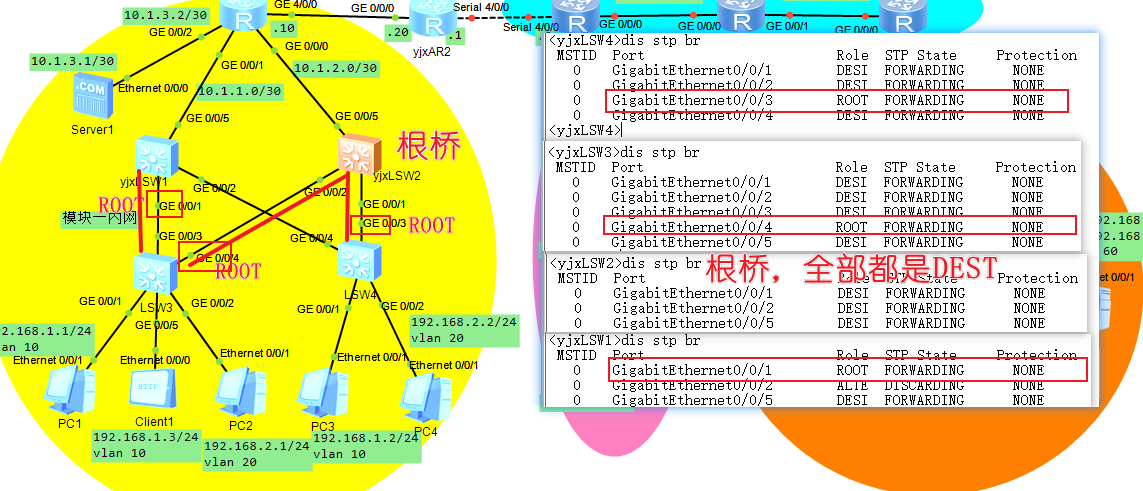 10.1.3.2/30
GE 4/0/0
GE 0/0/0
Serial 4/0/0
GE 0/0/2
.10
.20
yjxAR2
.1
Serial 4/0/0
GE 0/0/0
GE 0/0/0
GE 0/0/1
GE 0/0/0
GE 0/0/0
10.1.3.1/30
GE 0/0/1
10.1.2.0/30
Ethernet 0/0/0
10.1.1.0/30
Server1
GE 0/0/5
GE 0/0/5
根桥
yjxLSW1
yjxLSW2
GE 0/0/2
GE 0/0/2
ROOT
GE 0/0/1
GE 0/0/1
模块一内网
GE 0/0/3
ROOT
GE 0/0/3
GE 0/0/4
GE 0/0/4
ROOT
LSW3
LSW4
GE 0/0/1
GE 0/0/2
GE 0/0/5
GE 0/0/1
GE 0/0/2
92.168.1.1/24
an 10
192.168.2.2/24
vlan 20
Ethernet 0/0/1
Ethernet 0/0/0
Ethernet 0/0/1
Ethernet 0/0/1
Ethernet 0/0/1
PC1
Client1
PC2
PC3
PC4
192.168.1.3/24
vlan 10
192.168.2.1/24
vlan 20
192.168.1.2/24
vlan 10
<yjxLSW4>dis stp br
MSTID Port Role STP State Protection
0 GigabitEthernet0/0/1 DESI FORWARDING NONE
0 GigabitEthernet0/0/2 DESI FORWARDING NONE
0 GigabitEthernet0/0/3 ROOT FORWARDING NONE
0 GigabitEthernet0/0/4 DESI FORWARDING NONE
<yjxLSW4>
<yjxLSW3>dis stp br
MSTID Port Role STP State Protection
0 GigabitEthernet0/0/1 DESI FORWARDING NONE
0 GigabitEthernet0/0/2 DESI FORWARDING NONE
0 GigabitEthernet0/0/3 DESI FORWARDING NONE
0 GigabitEthernet0/0/4 ROOT FORWARDING NONE
0 GigabitEthernet0/0/5 DESI FORWARDING NONE
<yjxLSW2>dis stp br
根桥，全部都是DEST
MSTID Port Role STP State Protection
0 GigabitEthernet0/0/1 DESI FORWARDING NONE
0 GigabitEthernet0/0/2 DESI FORWARDING NONE
0 GigabitEthernet0/0/5 DESI FORWARDING NONE
<yjxLSW1>dis stp br
MSTID Port Role STP State Protection
0 GigabitEthernet0/0/1 ROOT FORWARDING NONE
0 GigabitEthernet0/0/2 ALTE DISCARDING NONE
0 GigabitEthernet0/0/5 DESI FORWARDING NONE
92.168
92.168
60
net 0/0/1